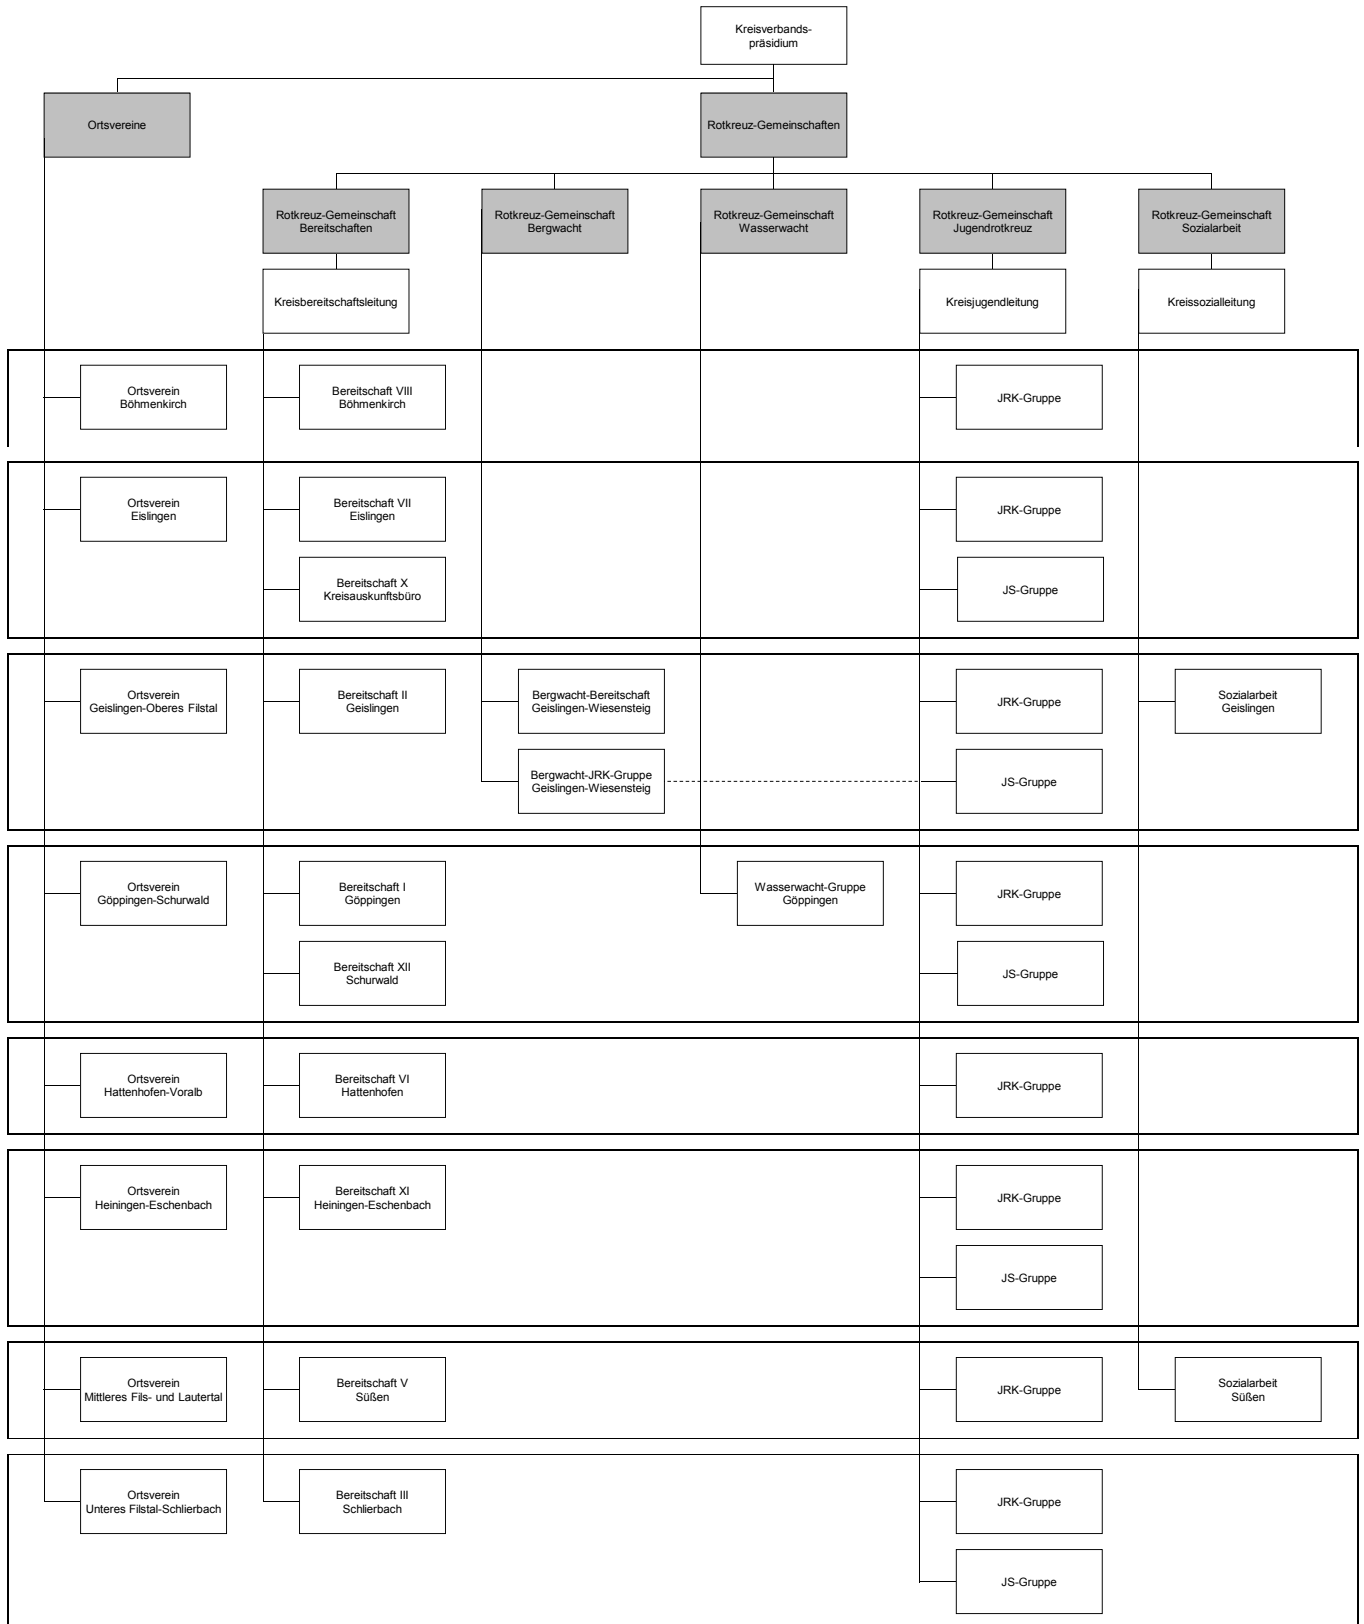 Kreisverbands-
präsidium
Ortsvereine
Rotkreuz-Gemeinschaften
Rotkreuz-Gemeinschaft
Bereitschaften
Rotkreuz-Gemeinschaft
Bergwacht
Rotkreuz-Gemeinschaft
Wasserwacht
Rotkreuz-Gemeinschaft
Jugendrotkreuz
Rotkreuz-Gemeinschaft
Sozialarbeit
Kreisbereitschaftsleitung
Kreisjugendleitung
Kreissozialleitung
Ortsverein
Böhmenkirch
Bereitschaft VIII
Böhmenkirch
JRK-Gruppe
Ortsverein
Eislingen
Bereitschaft VII
Eislingen
JRK-Gruppe
Bereitschaft X
Kreisauskunftsbüro
JS-Gruppe
Ortsverein
Geislingen-Oberes Filstal
Bereitschaft II
Geislingen
Bergwacht-Bereitschaft
Geislingen-Wiesensteig
JRK-Gruppe
Sozialarbeit
Geislingen
Bergwacht-JRK-Gruppe
Geislingen-Wiesensteig
JS-Gruppe
Ortsverein
Göppingen-Schurwald
Bereitschaft I
Göppingen
Wasserwacht-Gruppe
Göppingen
JRK-Gruppe
Bereitschaft XII
Schurwald
JS-Gruppe
Ortsverein
Hattenhofen-Voralb
Bereitschaft VI
Hattenhofen
JRK-Gruppe
Ortsverein
Heiningen-Eschenbach
Bereitschaft XI
Heiningen-Eschenbach
JRK-Gruppe
JS-Gruppe
Ortsverein
Mittleres Fils- und Lautertal
Bereitschaft V
Süßen
JRK-Gruppe
Sozialarbeit
Süßen
Ortsverein
Unteres Filstal-Schlierbach
Bereitschaft III
Schlierbach
JRK-Gruppe
JS-Gruppe